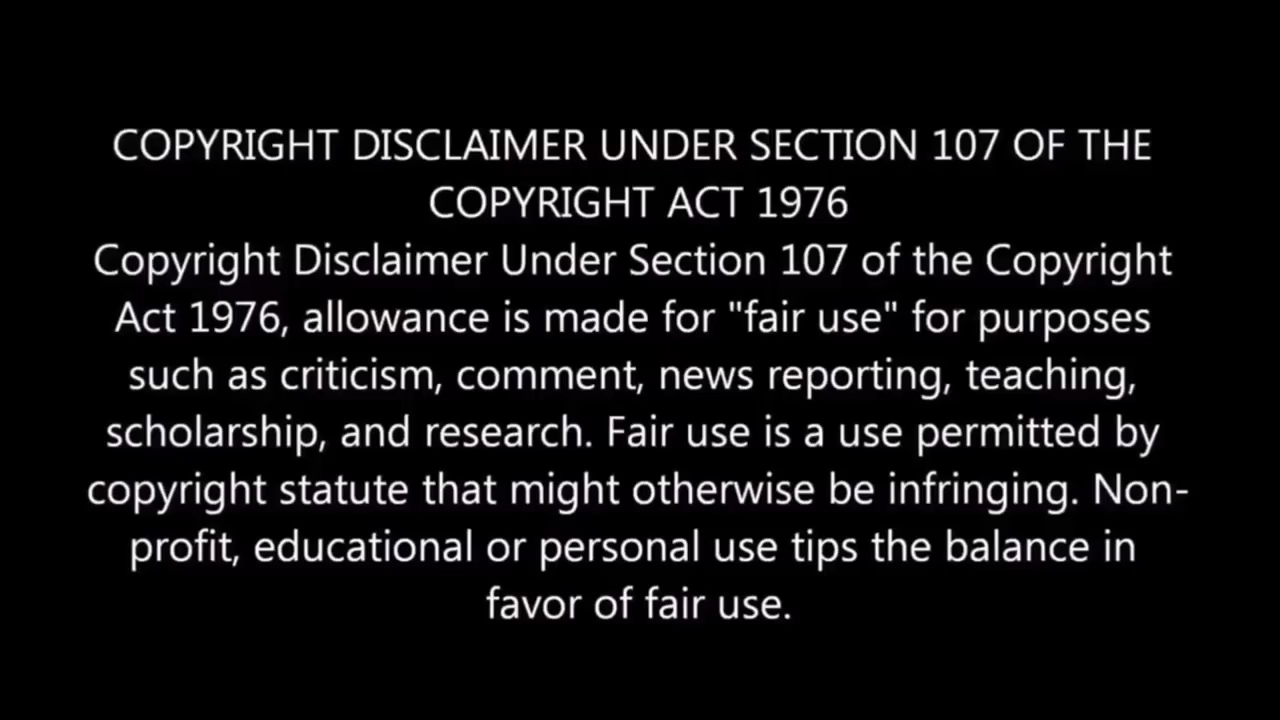 COPYRIGHT DISCLAIMER UNDER SECTION 107 OF THE
COPYRIGHT ACT 1976
Copyright Disclaimer Under Section 107 of the Copyright
Act 1976, allowance is made for "fair use" for purposes
such as criticism, comment, news reporting, teaching,
scholarship, and research. Fair use is a use permitted by
copyright statute that might otherwise be infringing. Non-
profit, educational or personal use tips the balance in
favor of fair use.